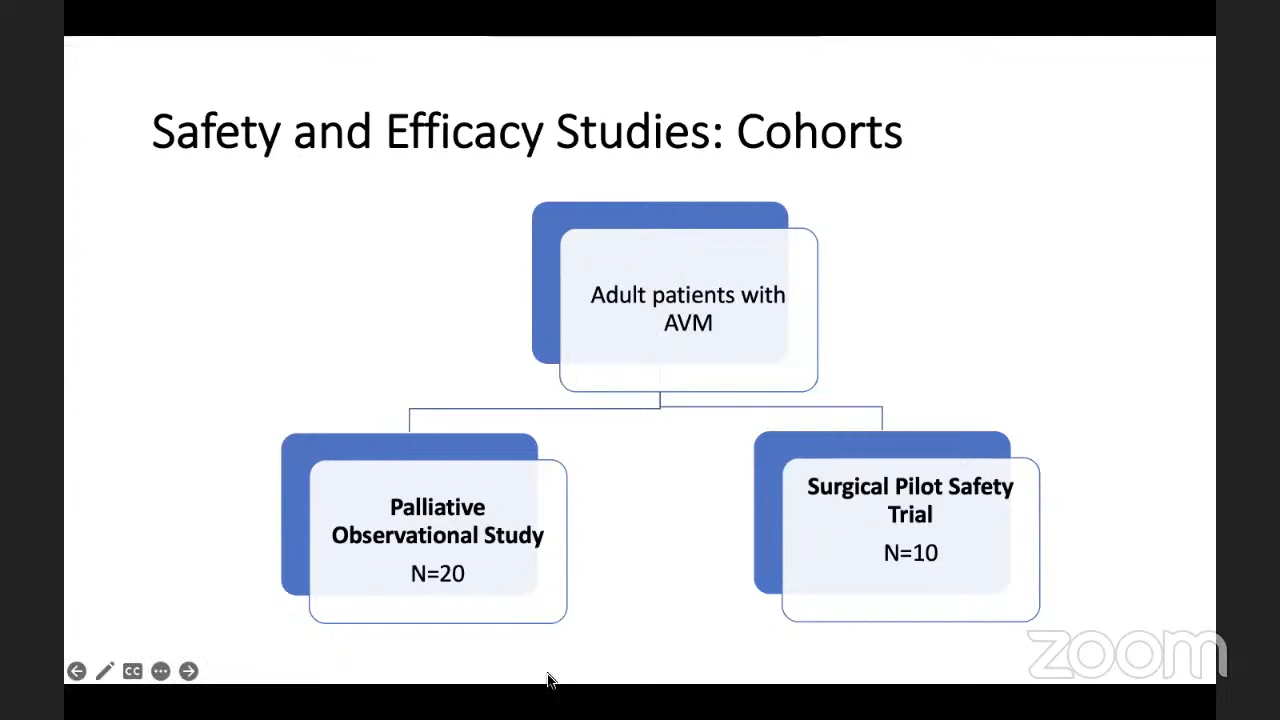 Safety and Efficacy Studies: Cohorts
Adult patients with
AVM
Palliative
Observational Study
N=20
Surgical Pilot Safety
Trial
N=10
CC
zoom